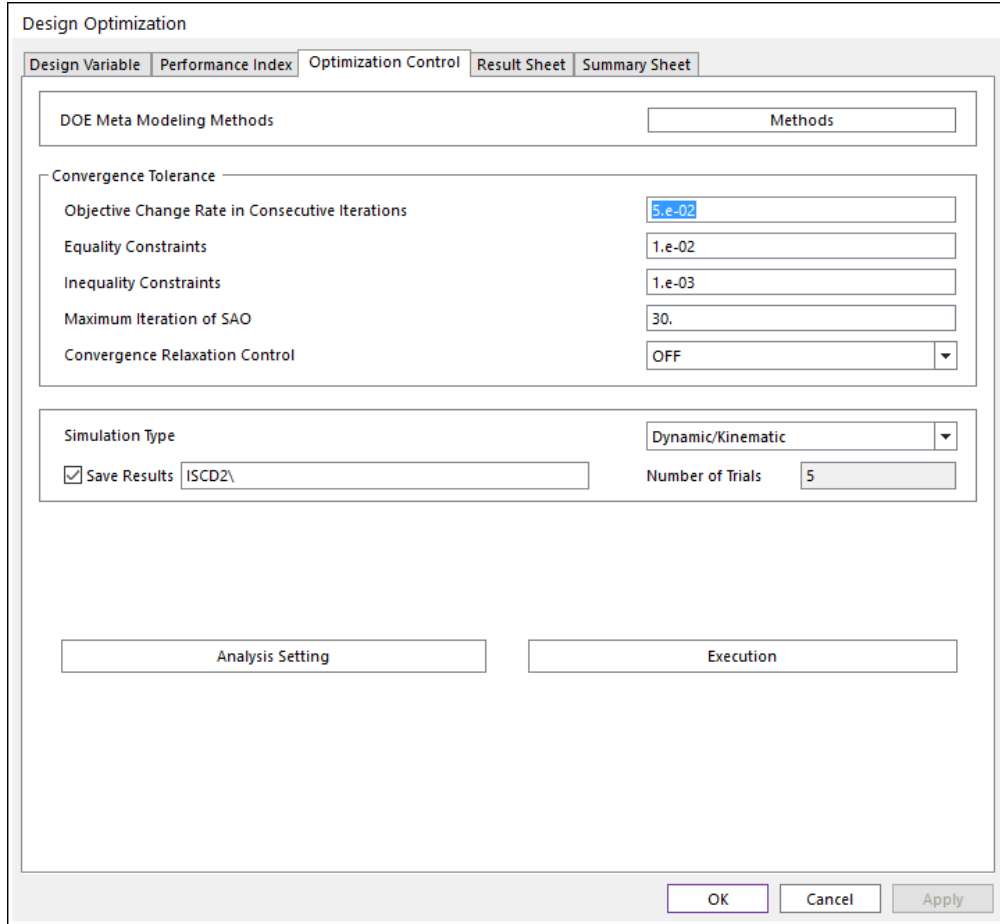 Design Optimization
Design Variable Performance Index Optimization Control Result Sheet Summary Sheet
DOE Meta Modeling Methods Methods
Convergence Tolerance
Objective Change Rate in Consecutive Iterations 5.e-02
Equality Constraints 1.e-02
Inequality Constraints 1.e-03
Maximum Iteration of SAO 30.
Convergence Relaxation Control OFF
Simulation Type Dynamic/Kinematic
Save Results ISCD2\ Number of Trials 5
Analysis Setting Execution
OK Cancel Apply